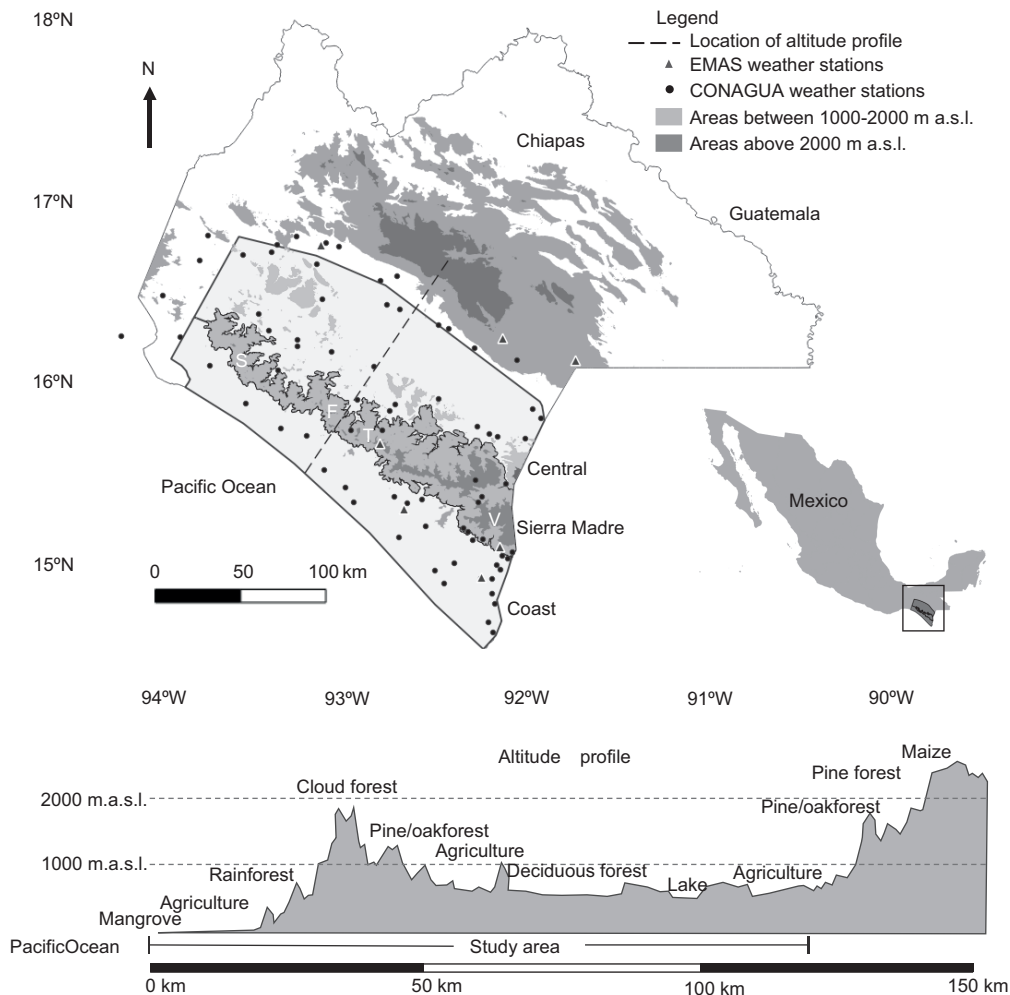 18ºN
Legend
Location of altitude profile
N
EMAS weather stations
CONAGUA weather stations
Areas between 1000-2000 m a.s.l.
Chiapas
Areas above 2000 m a.s.l.
17ºN
Guatemala
S
16ºN
F
T
Central
Pacific Ocean
Mexico
V
Sierra Madre
15ºN
0 50 100 km
Coast
94ºW 93ºW 92ºW 91ºW 90ºW
Altitude profile
Maize
Pine forest
Cloud forest
2000 m.a.s.l.
Pine/oakforest
Pine/oakforest
Agriculture
1000 m.a.s.l.
Rainforest
Deciduous forest
Agriculture
Lake
Agriculture
Mangrove
PacificOcean
Study area
0 km 50 km 100 km 150 km